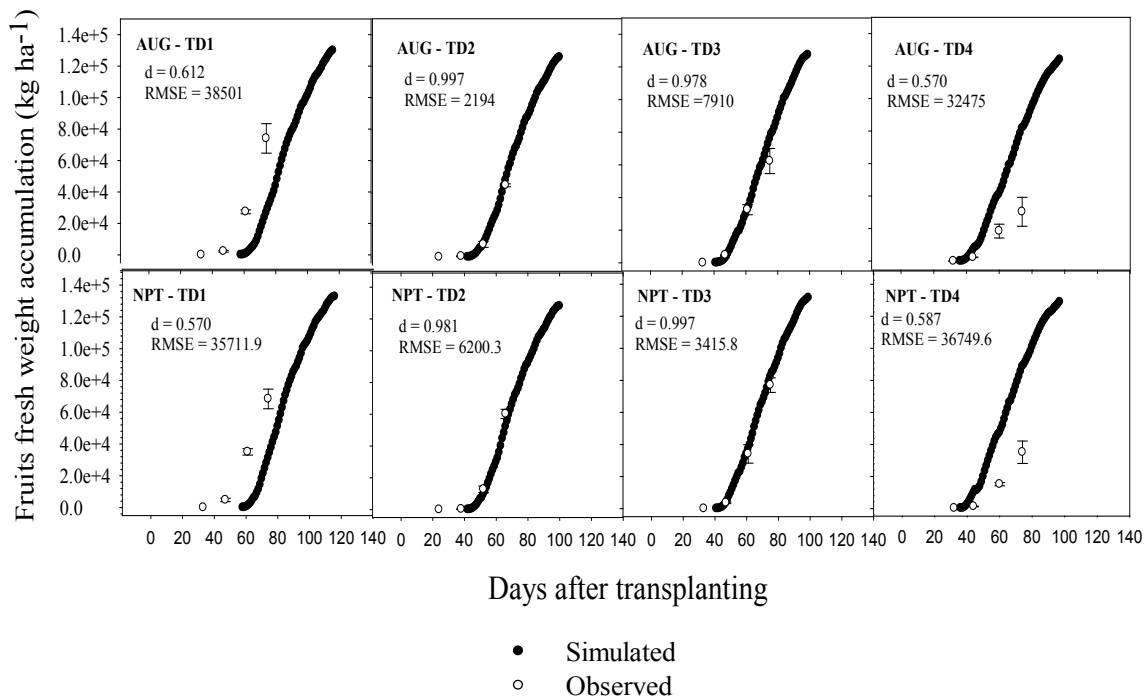 Fruits fresh weight accumulation (kg ha-1)
1.4e+5
1.2e+5
1.0e+5
8.0e+4
6.0e+4
4.0e+4
2.0e+4
0.0
AUG - TD1
d = 0.612
RMSE = 38501
AUG - TD2
d = 0.997
RMSE = 2194
AUG - TD3
d = 0.978
RMSE =7910
AUG - TD4
d = 0.570
RMSE = 32475
1.4e+5
1.2e+5
1.0e+5
8.0e+4
6.0e+4
4.0e+4
2.0e+4
0.0
NPT - TD1
d = 0.570
RMSE = 35711.9
NPT - TD2
d = 0.981
RMSE = 6200.3
NPT - TD3
d = 0.997
RMSE = 3415.8
NPT - TD4
d = 0.587
RMSE = 36749.6
0 20 40 60 80 100 120 140
0 20 40 60 80 100 120 140
0 20 40 60 80 100 120 140
0 20 40 60 80 100 120 140
Days after transplanting
Simulated
Observed